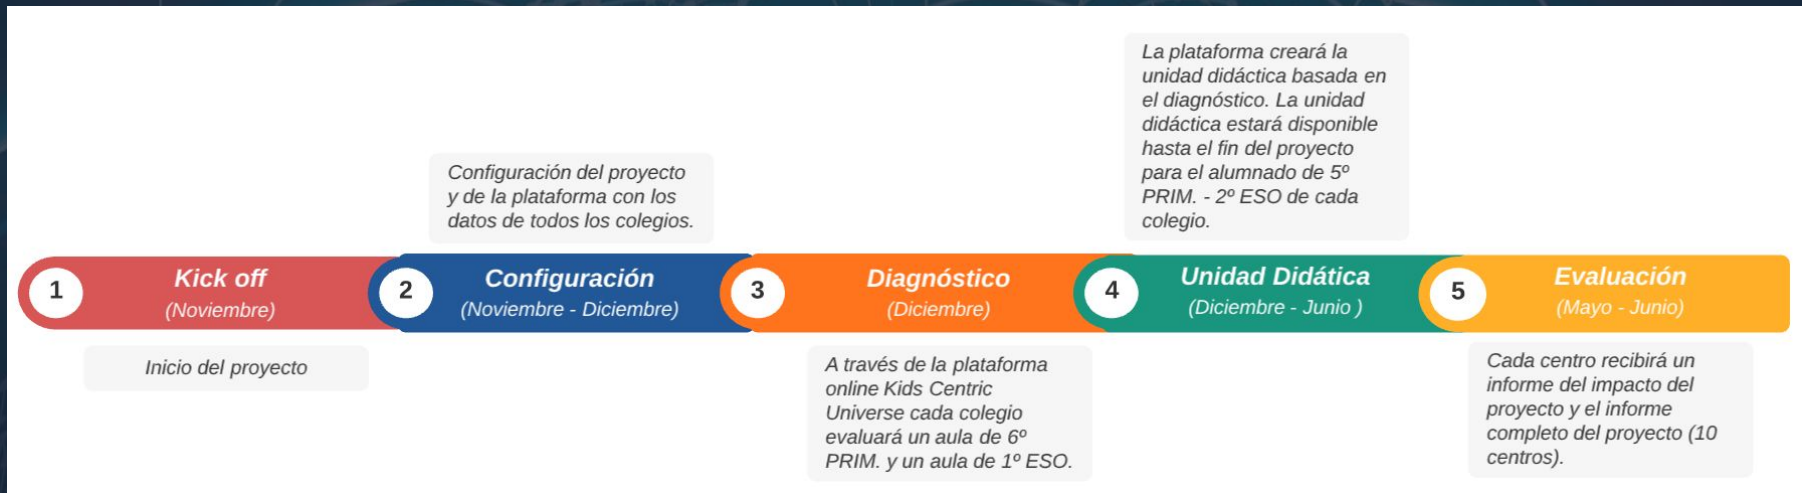 1
Kick off
(Noviembre)
Inicio del proyecto
Configuración del proyecto
y de la plataforma con los
datos de todos los colegios.
2
Configuración
(Noviembre - Diciembre)
3
Diagnóstico
(Diciembre)
A través de la plataforma
online Kids Centric
Universe cada colegio
evaluará un aula de 6º
PRIM. y un aula de 1º ESO.
La plataforma creará la
unidad didáctica basada en
el diagnóstico. La unidad
didáctica estará disponible
hasta el fin del proyecto
para el alumnado de 5º
PRIM. - 2º ESO de cada
colegio.
4
Unidad Didática
(Diciembre - Junio )
5
Evaluación
(Mayo - Junio)
Cada centro recibirá un
informe del impacto del
proyecto y el informe
completo del proyecto (10
centros).